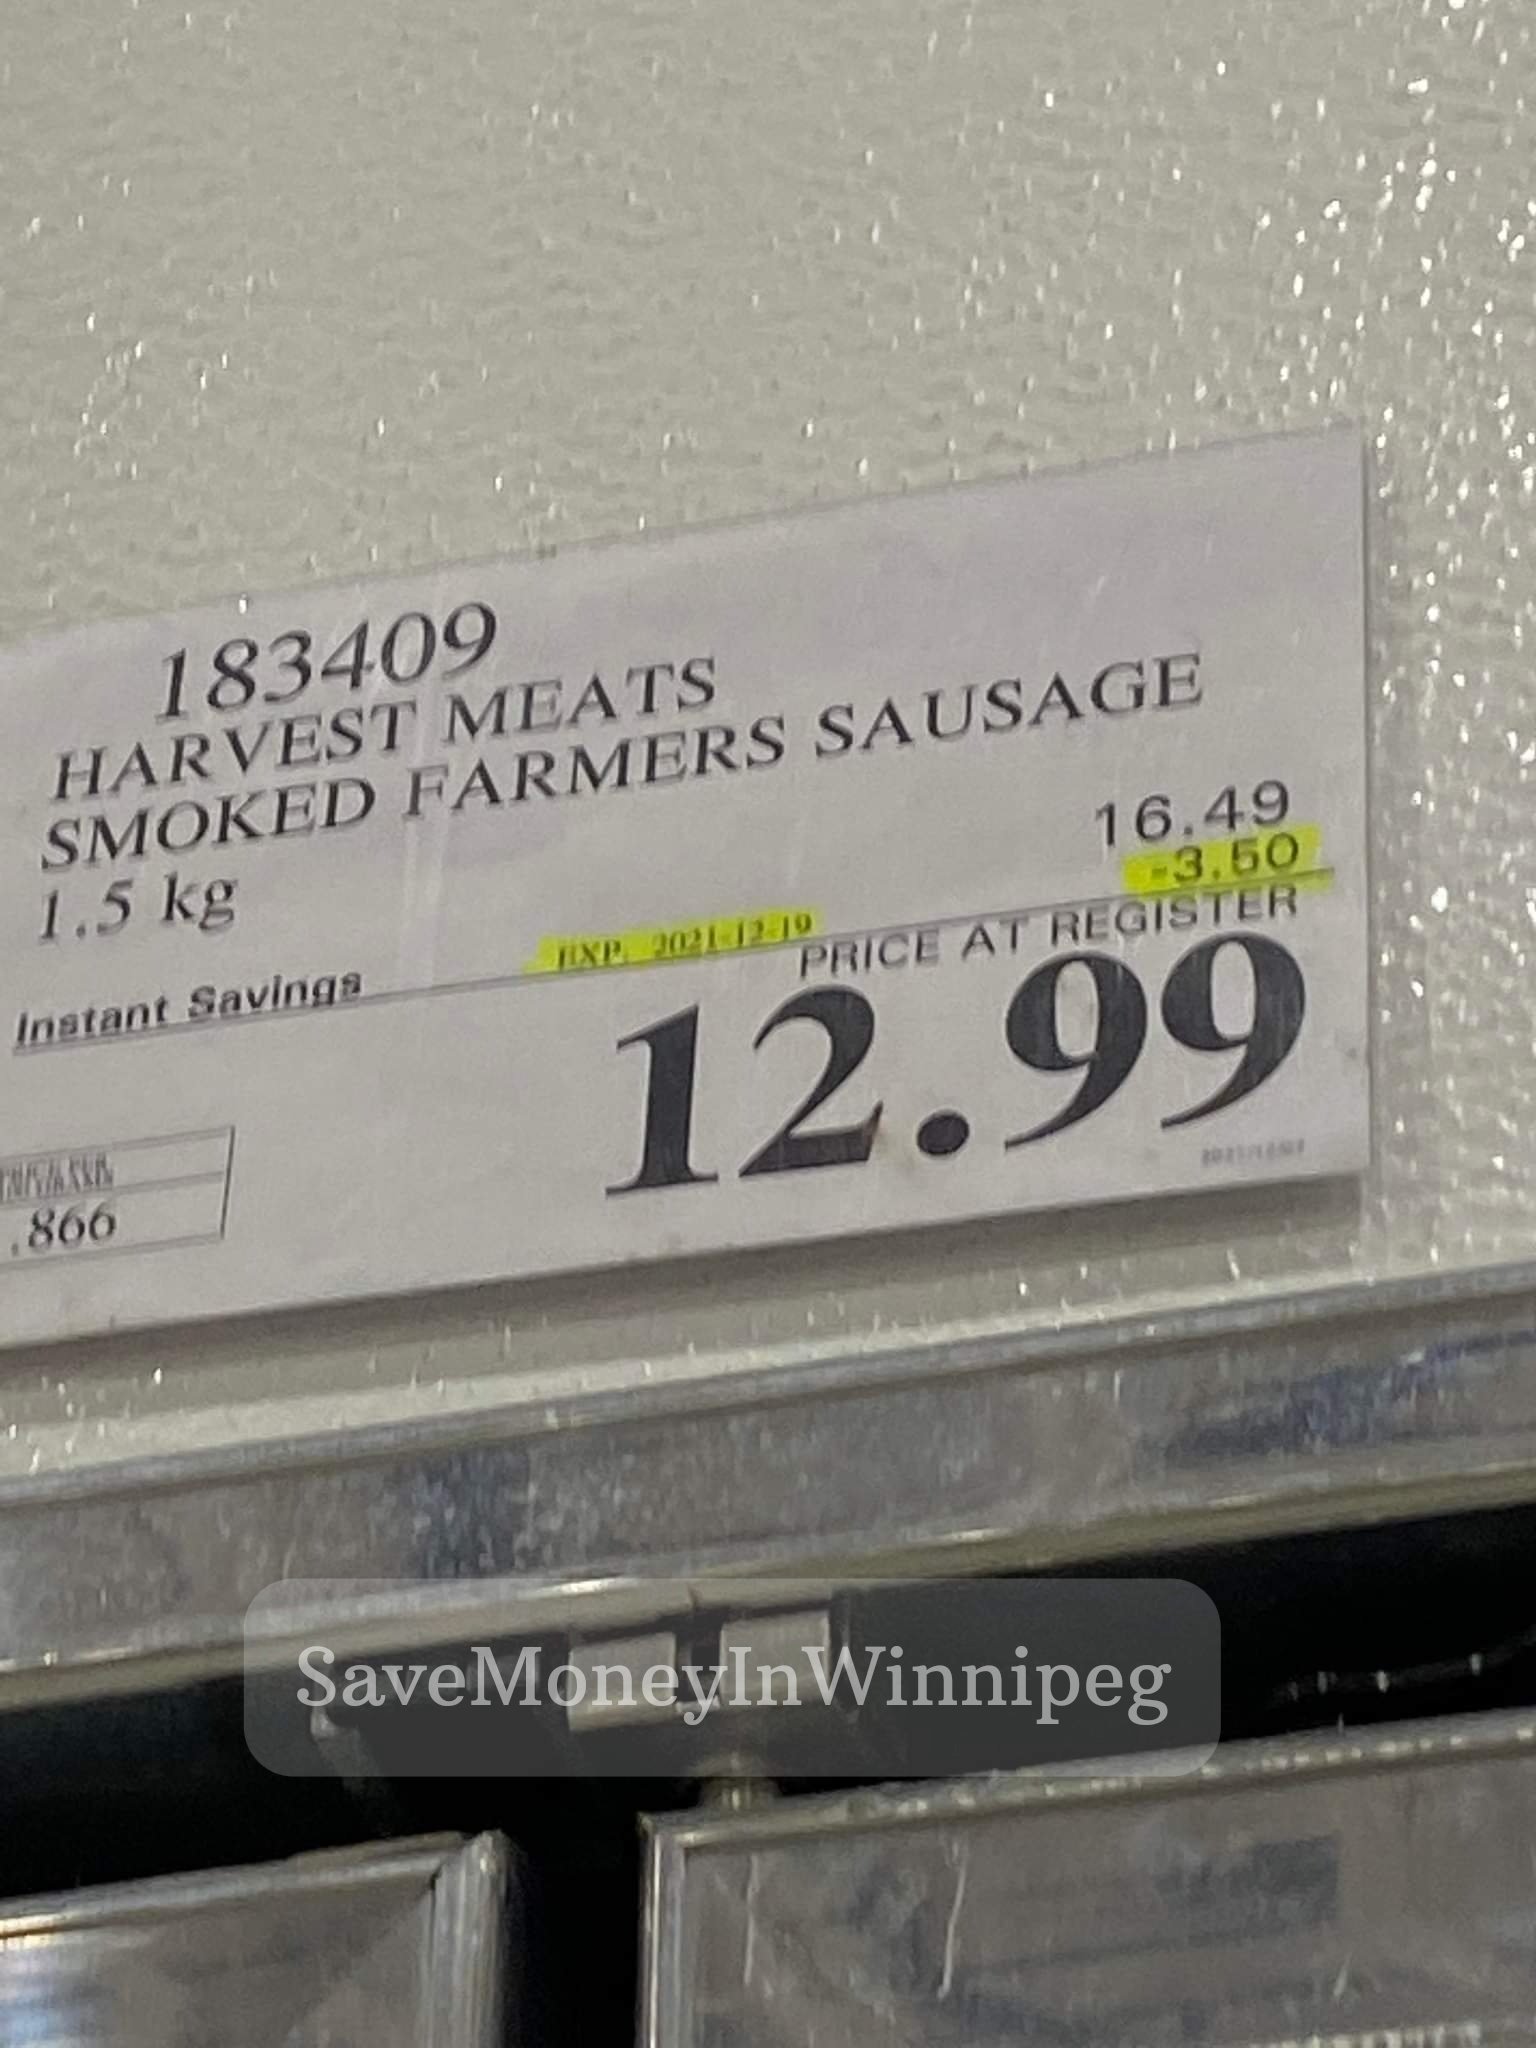 183409
HARVEST MEATS
SMOKED FARMERS SAUSAGE
1.5 kg
16.49
-3.50
EXP. 2021-12-19
Instant Savings
PRICE AT REGISTER
12.99
.866
SaveMoneyInWinnipeg